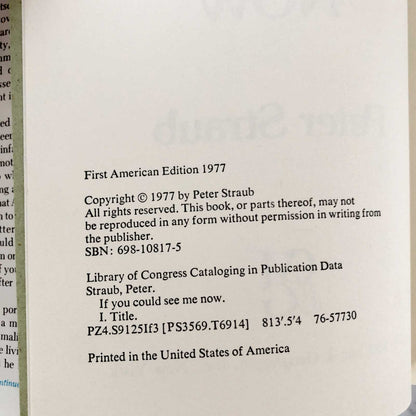 NOW
Peter Straub
First American Edition 1977
Copyright © 1977 by Peter Straub
All rights reserved. This book, or parts thereof, may not
be reproduced in any form without permission in writing from
the publisher.
SBN: 698-10817-5
Library of Congress Cataloging in Publication Data
Straub, Peter.
If you could see me now.
I. Title.
PZ4.S9125If3 [PS3569.T6914] 813'.5'4 76-57730
Printed in the United States of America